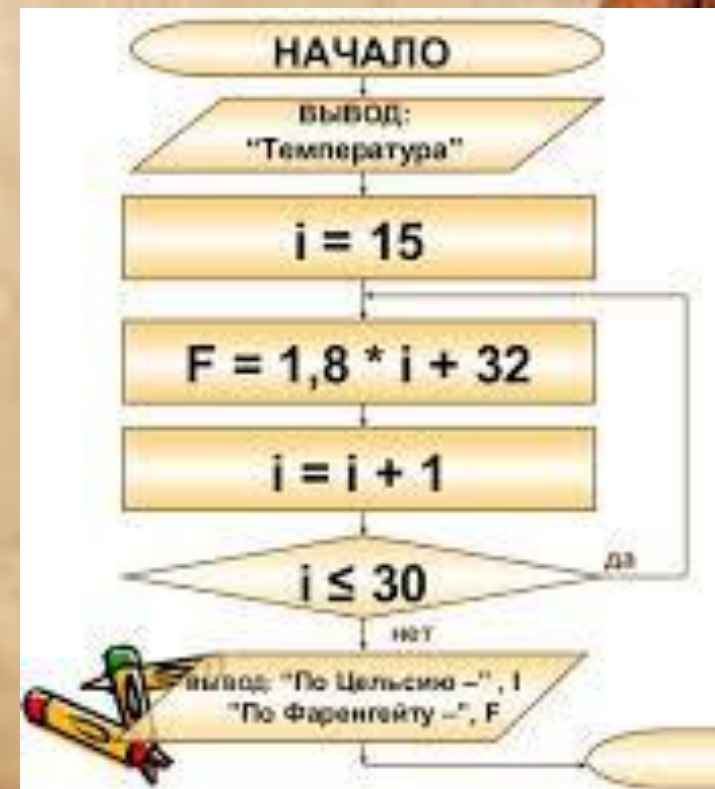 НАЧАЛО
ВЫВОД:
"Температура"
i = 15
F = 1,8 * i + 32
i = i + 1
i ≤ 30
да
нет
вывод: "По Цельсию –" , I
"По Фаренгейту –", F